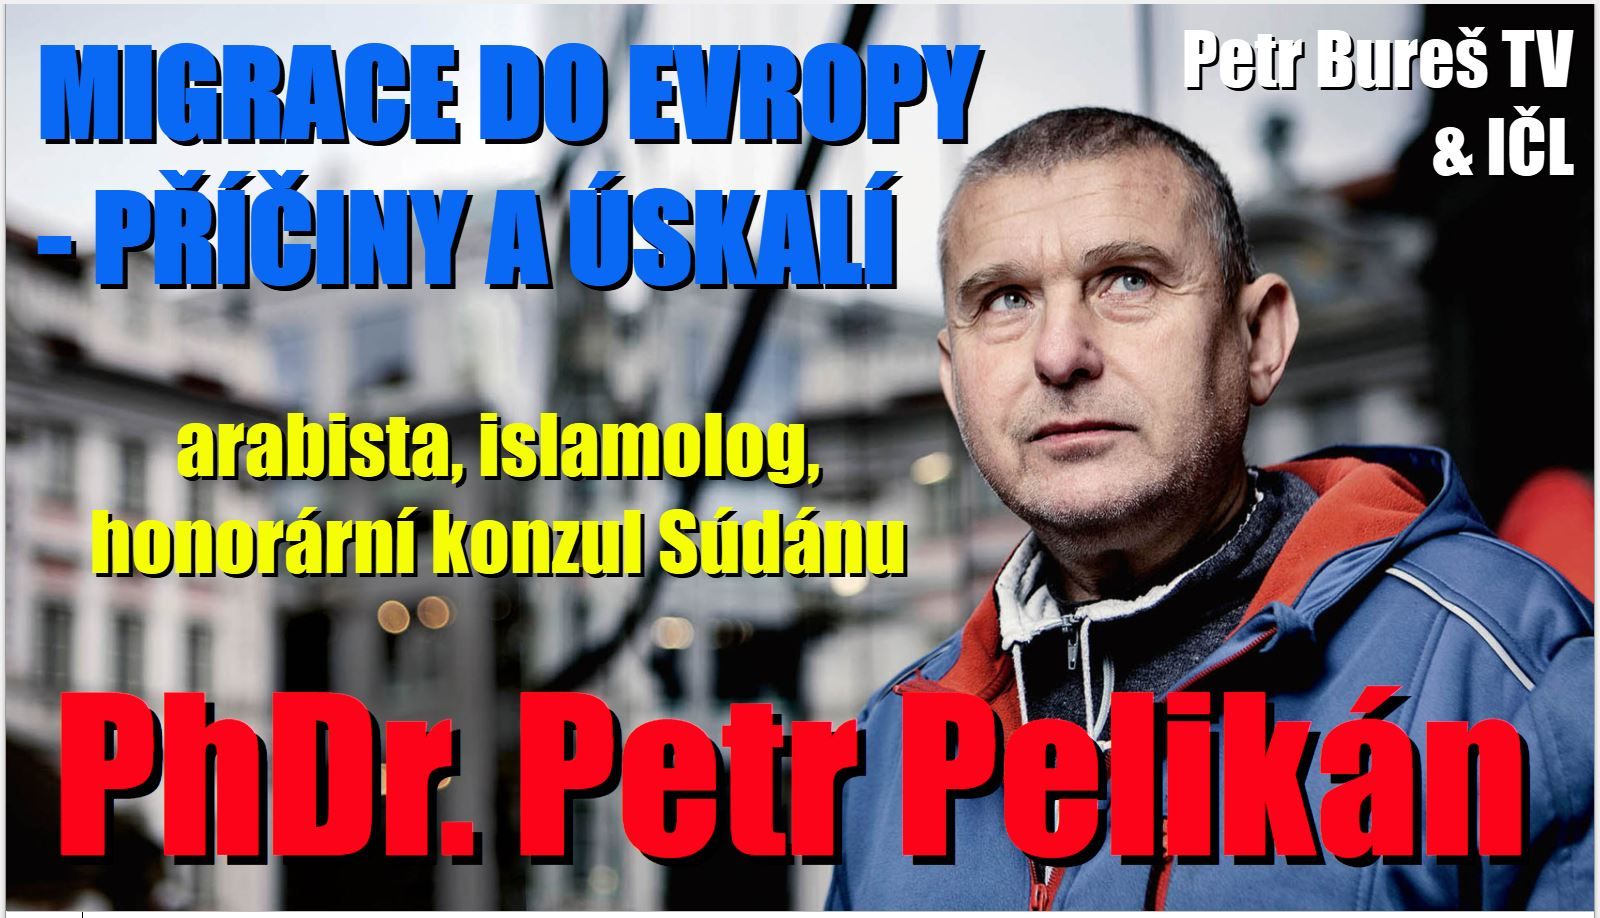 MIGRACE DO EVROPY
- PŘÍČINY A ÚSKALÍ
Petr Bureš TV
& IČL
arabista, islamolog,
honorární konzul Súdánu
PhDr. Petr Pelikán